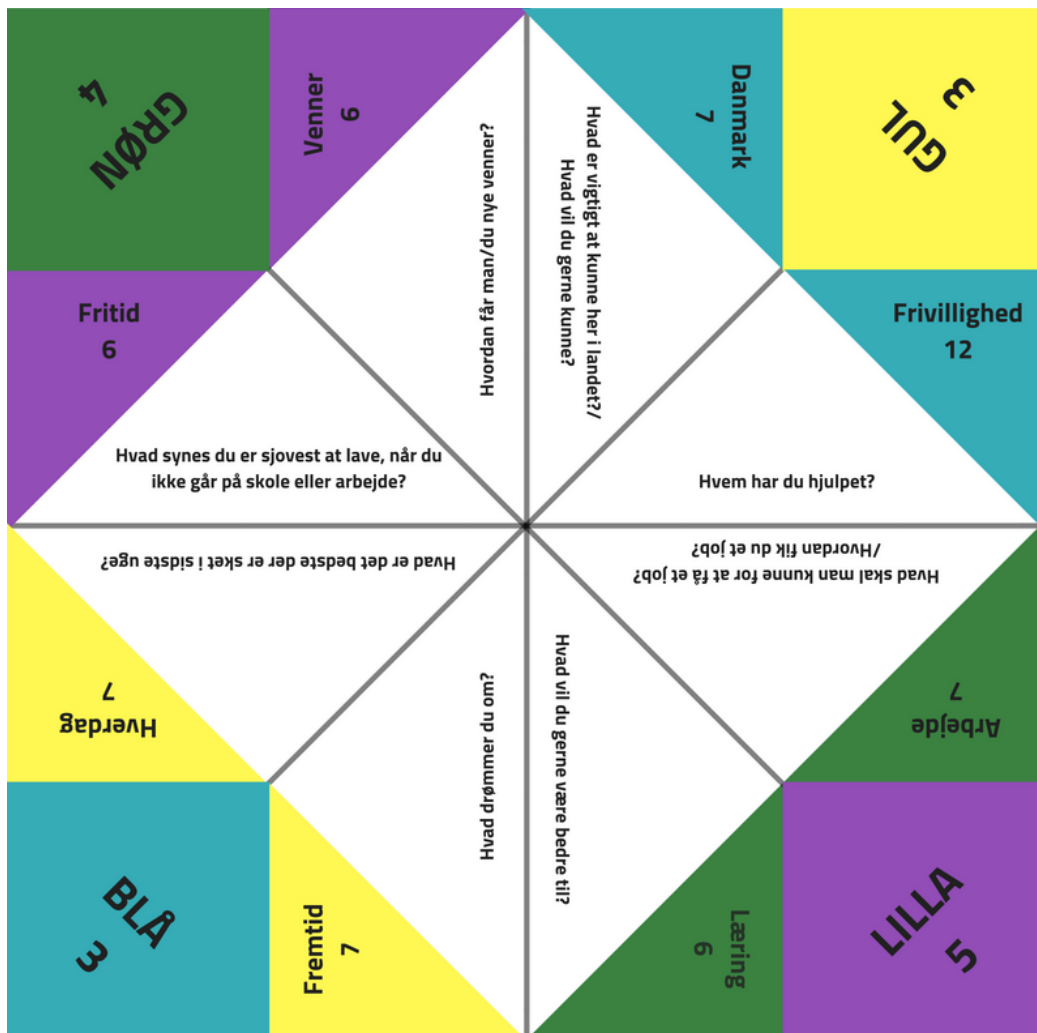 GRØN
4
Venner
6
Danmark
7
GUL
3
Fritid
6
Frivillighed
12
Hvordan får man/du nye venner?
Hvad er vigtigt at kunne her i landet?/
Hvad vil du gerne kunne?
Hvad synes du er sjovest at lave, når du
ikke går på skole eller arbejde?
Hvem har du hjulpet?
Hvad er det bedste der er sket i sidste uge?
Hvad skal man kunne for at få et job?
/Hvordan fik du et job?
Hvad drømmer du om?
Hvad vil du gerne være bedre til?
Hverdag
7
Arbejde
7
BLÅ
3
Fremtid
7
Læring
6
LILLA
5